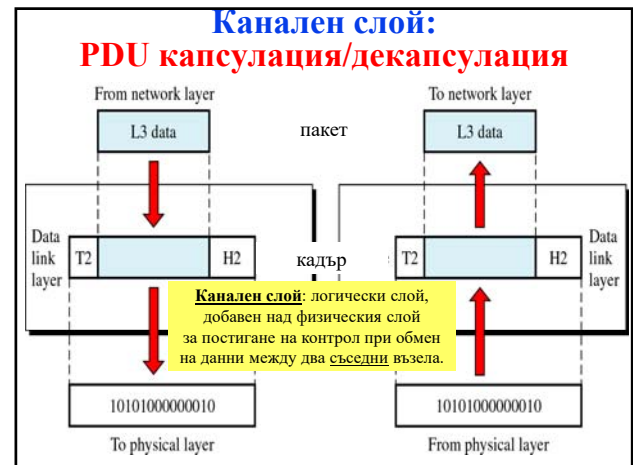 Канален слой:
PDU капсулация/декапсулация
From network layer
To network layer
L3 data
пакет
L3 data
Data
link
layer
T2
H2
кадър
T2
H2
Data
link
layer
Канален слой: логически слой,
добавен над физическия слой
за постигане на контрол при обмен
на данни между два съседни възела.
10101000000010
10101000000010
To physical layer
From physical layer